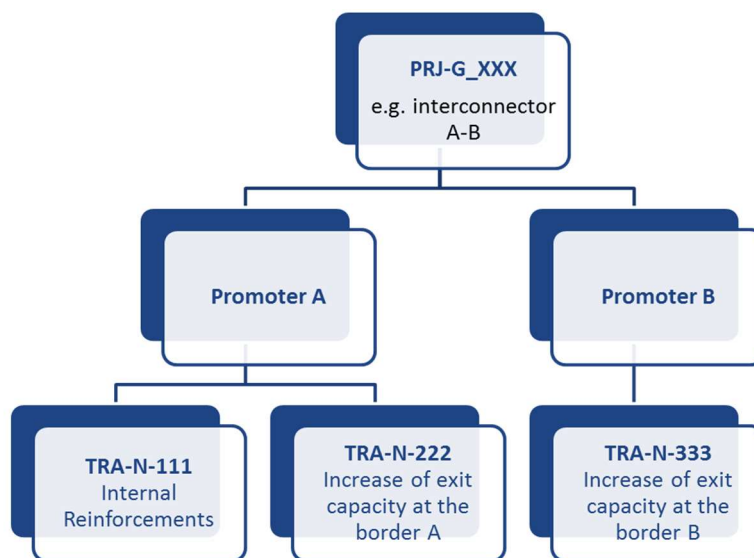 PRJ-G_XXX
e.g. interconnector
A-B
Promoter A
Promoter B
TRA-N-111
Internal
Reinforcements
TRA-N-222
Increase of exit
capacity at the
border A
TRA-N-333
Increase of exit
capacity at the
border B